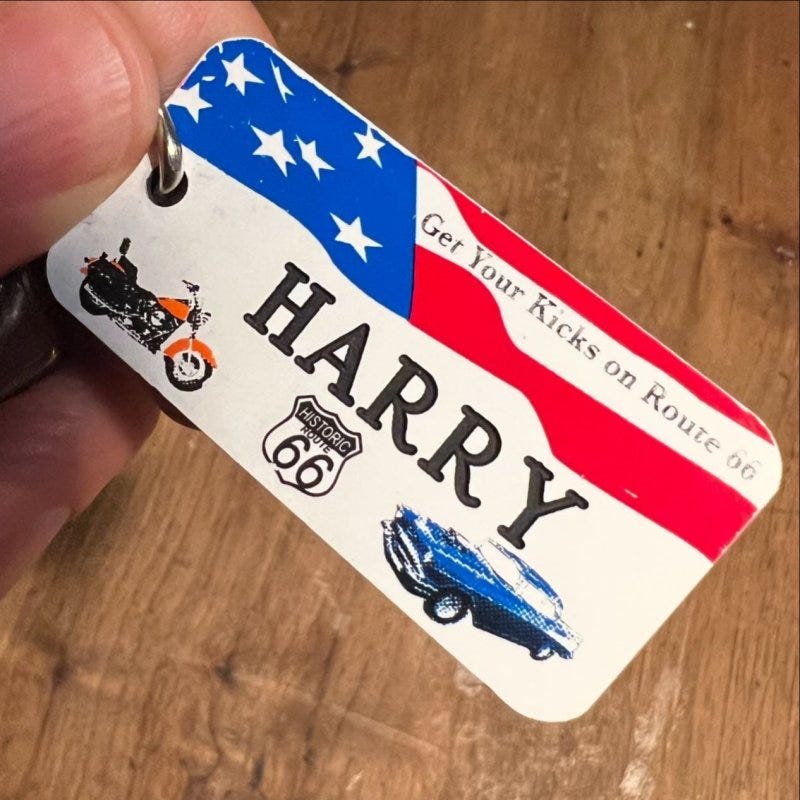 Get Your Kicks on Route 66
HARRY
HISTORIC
ROUTE
66